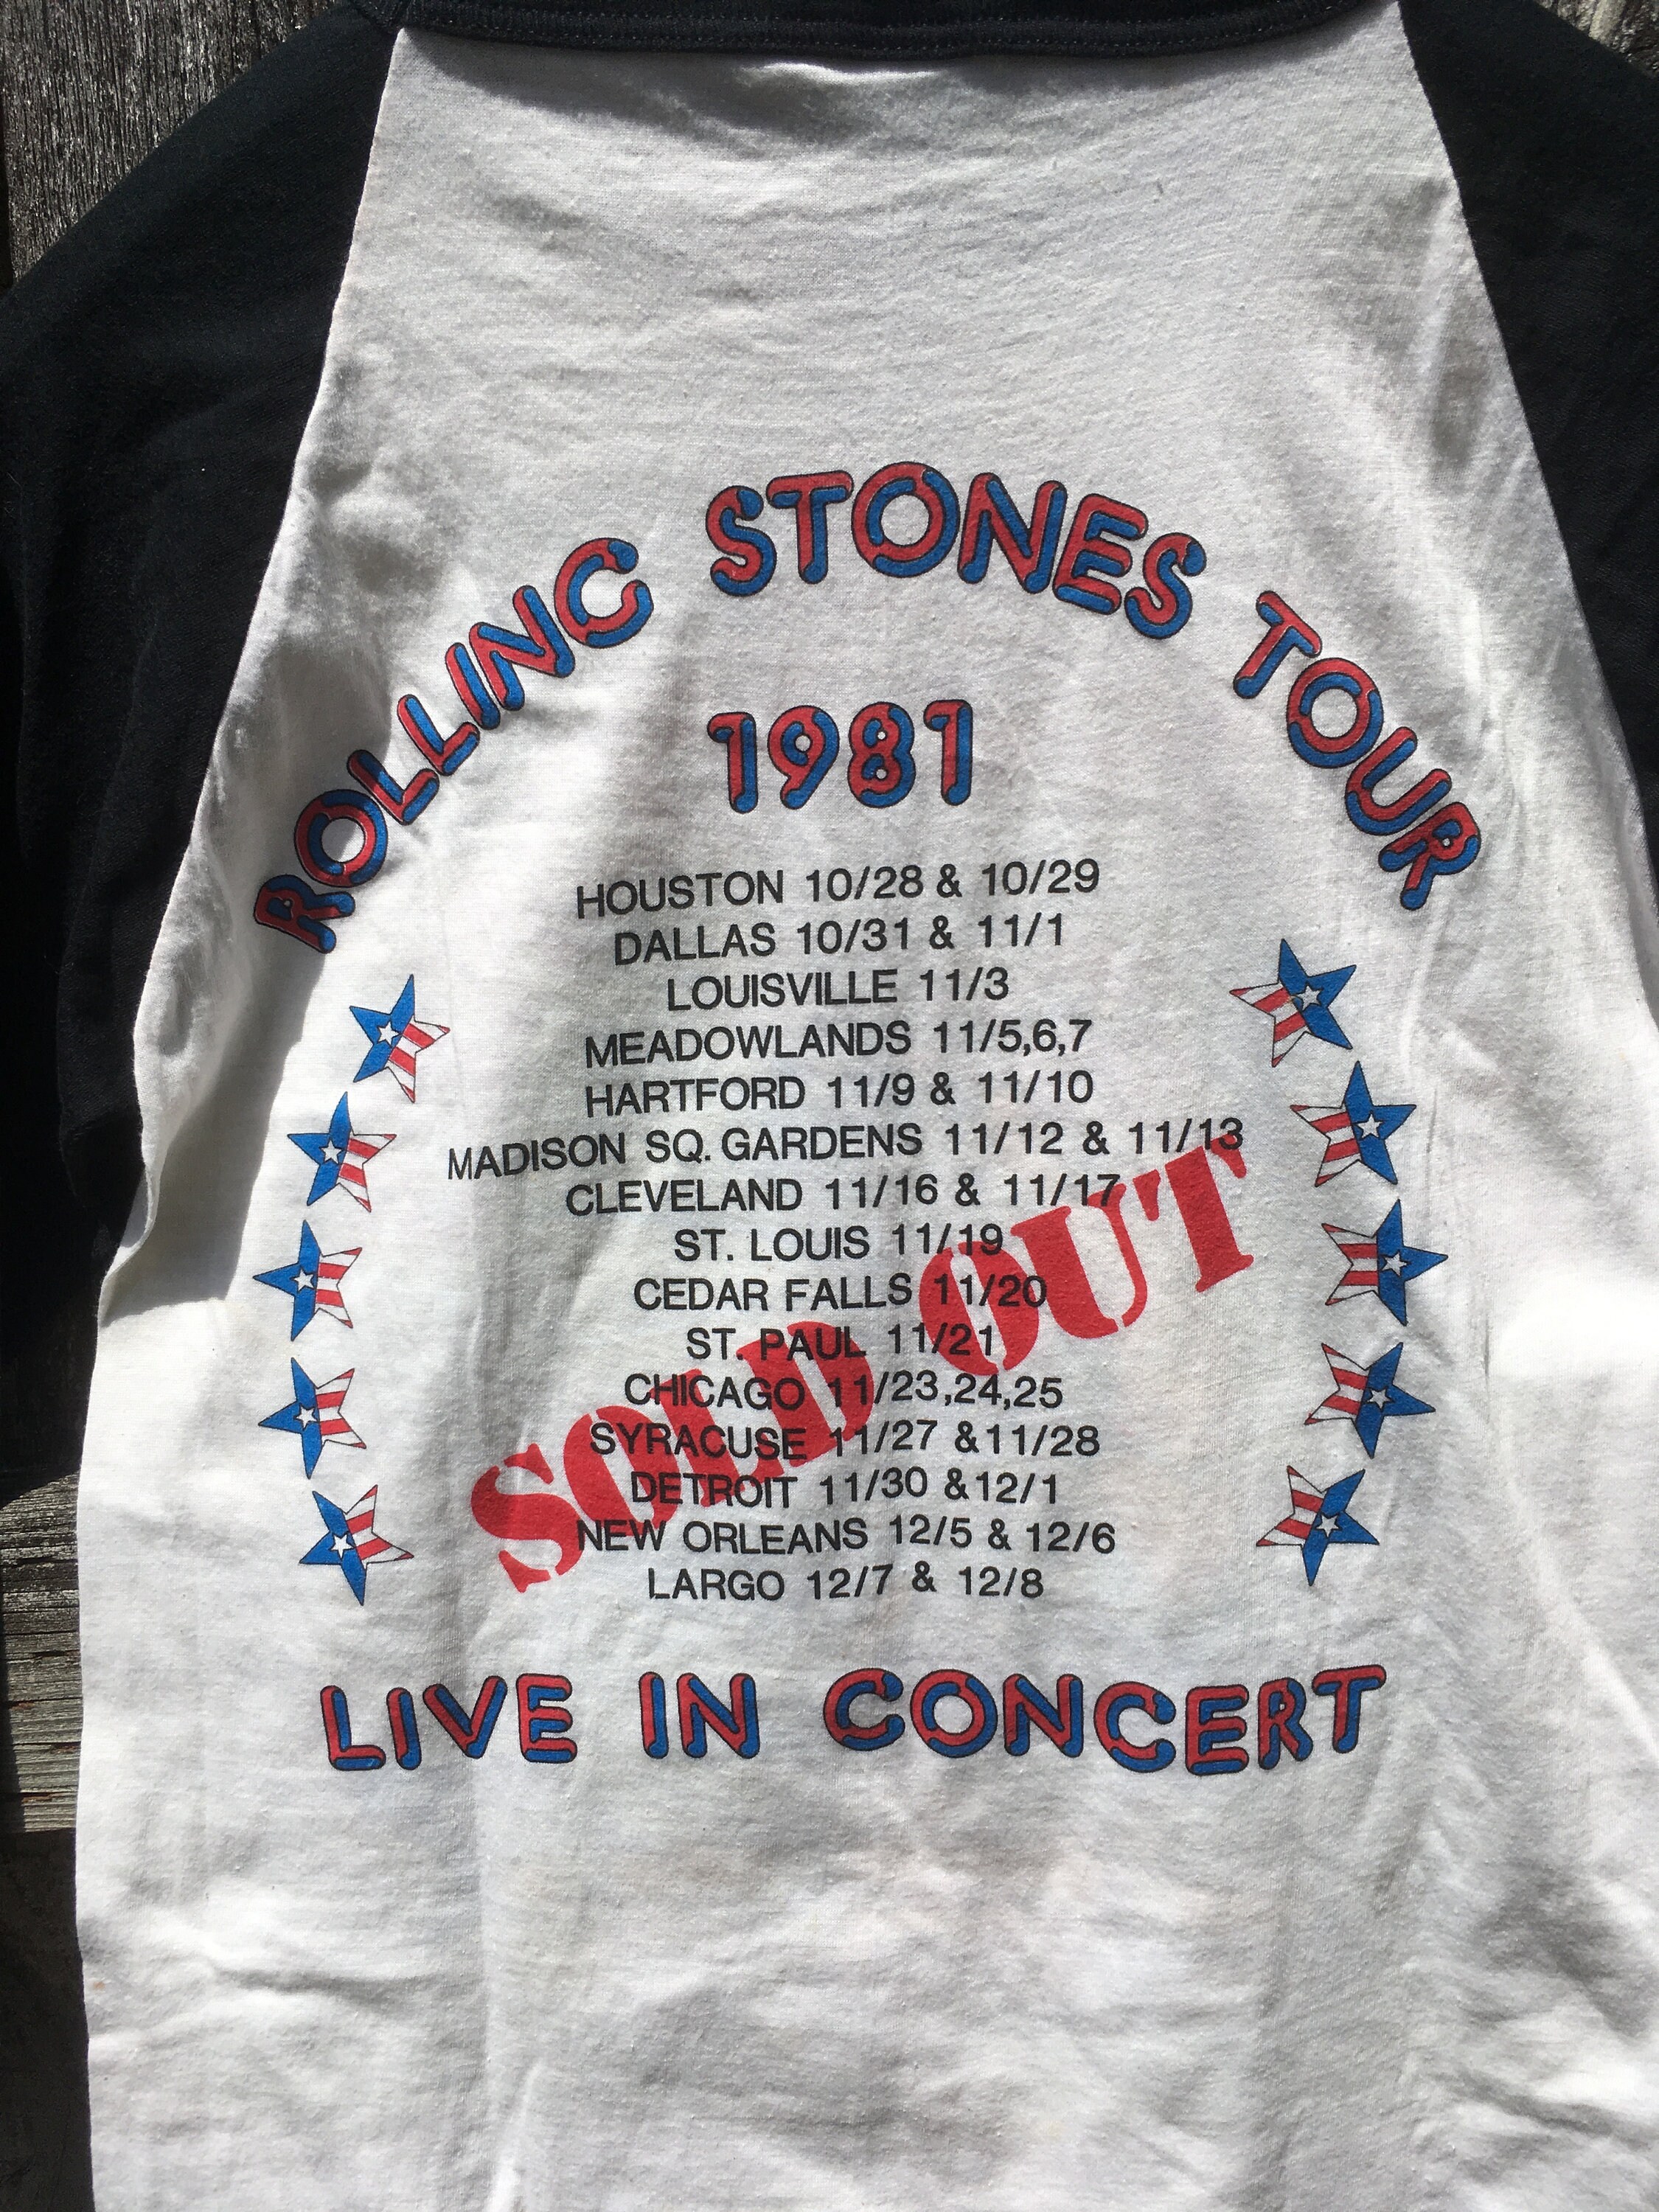 ROLLING STONES TOUR
1981
HOUSTON 10/28 & 10/29
DALLAS 10/31 & 11/1
LOUISVILLE 11/3
MEADOWLANDS 11/5,6,7
HARTFORD 11/9 & 11/10
MADISON SQ. GARDENS 11/12 & 11/13
CLEVELAND 11/16 & 11/17
ST. LOUIS 11/19
CEDAR FALLS 11/20
ST. PAUL 11/21
CHICAGO 11/23,24,25
SYRACUSE 11/27 &11/28
DETROIT 11/30 &12/1
NEW ORLEANS 12/5 & 12/6
LARGO 12/7 & 12/8
SOLD OUT
LIVE IN CONCERT